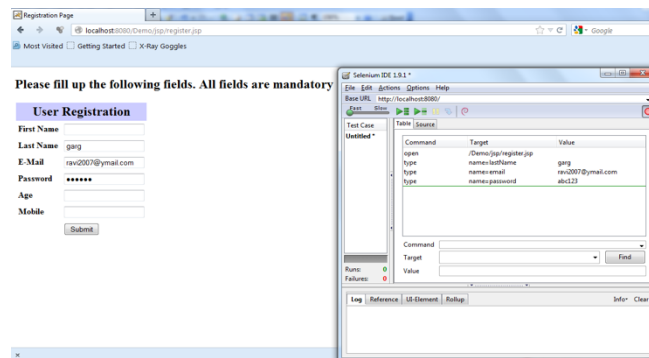 Registration Page
localhost:8080/Demo/jsp/register.jsp
Google
Most Visited Getting Started X-Ray Goggles
Please fill up the following fields. All fields are mandatory
User Registration
First Name
Last Name garg
E-Mail ravi2007@ymail.com
Password ••••••
Age
Mobile
Submit
Selenium IDE 1.9.1 *
File Edit Actions Options Help
Base URL http://localhost:8080/
Fast Slow
Test Case
Untitled *
Table Source
Command Target Value
open /Demo/jsp/register.jsp
type name=lastName garg
type name=email ravi2007@ymail.com
type name=password abc123
Command
Target Find
Value
Runs: 0
Failures: 0
Log Reference UI-Element Rollup Info Clear
×